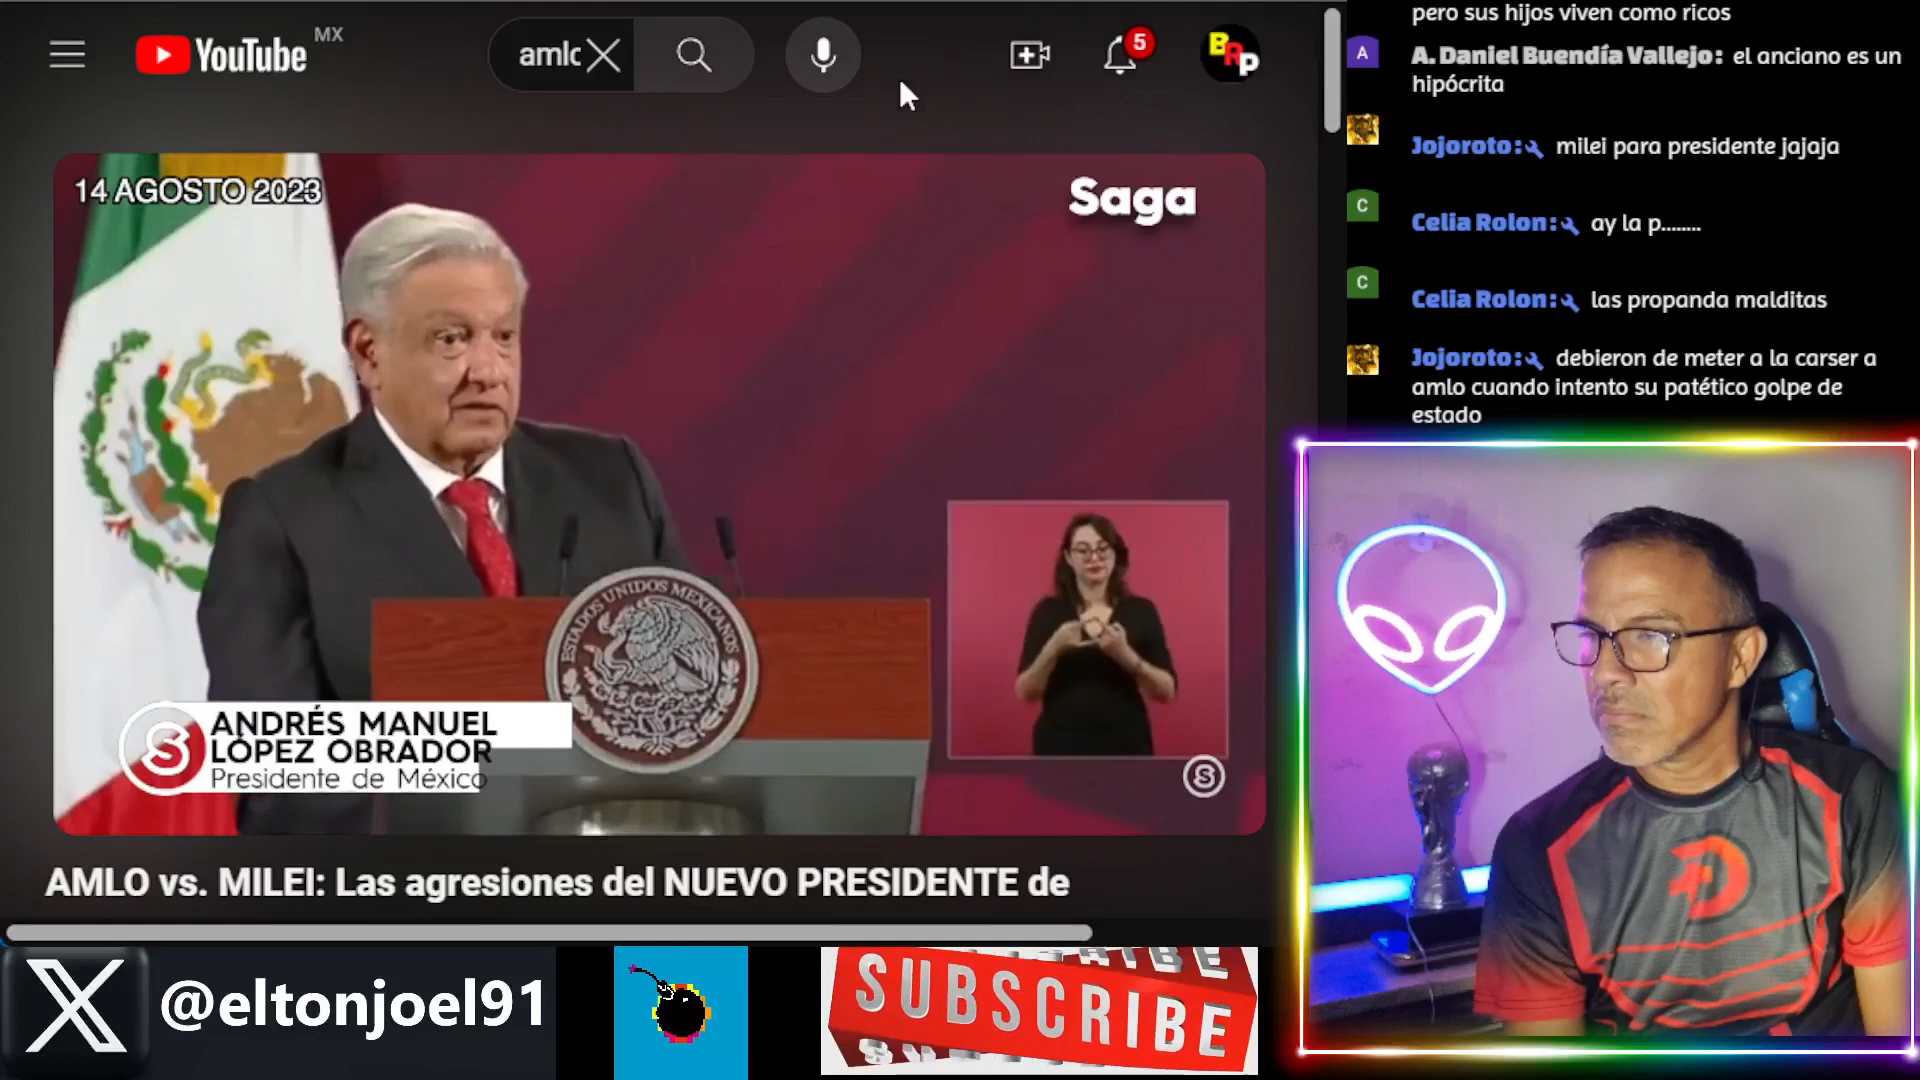 YouTube MX
amlc
5
BRP
14 AGOSTO 2023
Saga
ESTADOS UNIDOS MEXICANOS
ANDRÉS MANUEL
LÓPEZ OBRADOR
Presidente de México
AMLO vs. MILEI: Las agresiones del NUEVO PRESIDENTE de
pero sus hijos viven como ricos
A
A. Daniel Buendía Vallejo: el anciano es un
hipócrita
Jojoroto: milei para presidente jajaja
C
Celia Rolon: ay la p........
C
Celia Rolon: las propanda malditas
Jojoroto: debieron de meter a la carser a
amlo cuando intento su patético golpe de
estado
X @eltonjoel91
SUBSCRIBE